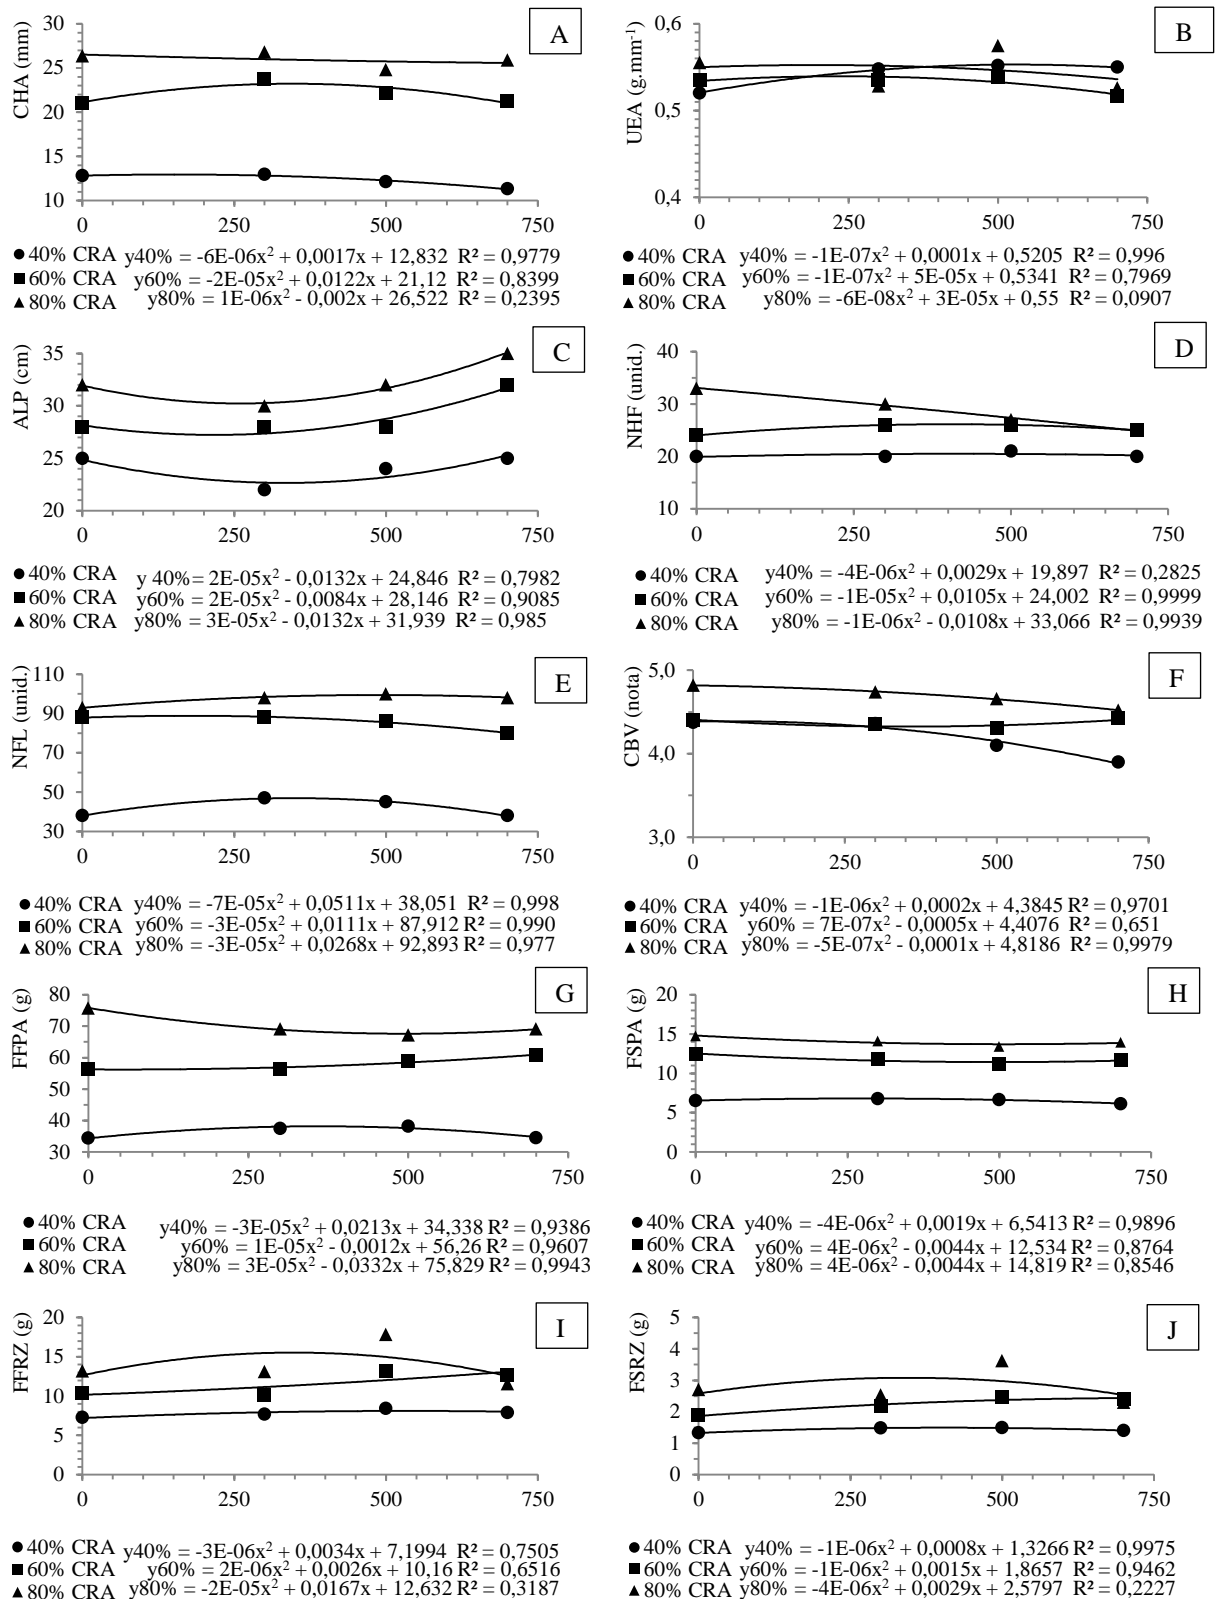 A
CHA (mm)
30
25
20
15
10
0 250 500 750
● 40% CRA y40% = -6E-06x² + 0,0017x + 12,832 R² = 0,9779
■ 60% CRA y60% = -2E-05x² + 0,0122x + 21,12 R² = 0,8399
▲ 80% CRA y80% = 1E-06x² - 0,002x + 26,522 R² = 0,2395
B
UEA (g.mm⁻¹)
0,6
0,5
0,4
0 250 500 750
● 40% CRA y40% = -1E-07x² + 0,0001x + 0,5205 R² = 0,996
■ 60% CRA y60% = -1E-07x² + 5E-05x + 0,5341 R² = 0,7969
▲ 80% CRA y80% = -6E-08x² + 3E-05x + 0,55 R² = 0,0907
C
ALP (cm)
35
30
25
20
0 250 500 750
● 40% CRA y 40% = 2E-05x² - 0,0132x + 24,846 R² = 0,7982
■ 60% CRA y60% = 2E-05x² - 0,0084x + 28,146 R² = 0,9085
▲ 80% CRA y80% = 3E-05x² - 0,0132x + 31,939 R² = 0,985
D
NHF (unid.)
40
30
20
10
0 250 500 750
● 40% CRA y40% = -4E-06x² + 0,0029x + 19,897 R² = 0,2825
■ 60% CRA y60% = -1E-05x² + 0,0105x + 24,002 R² = 0,9999
▲ 80% CRA y80% = -1E-06x² - 0,0108x + 33,066 R² = 0,9939
E
NFL (unid.)
110
90
70
50
30
0 250 500 750
● 40% CRA y40% = -7E-05x² + 0,0511x + 38,051 R² = 0,998
■ 60% CRA y60% = -3E-05x² + 0,0111x + 87,912 R² = 0,990
▲ 80% CRA y80% = -3E-05x² + 0,0268x + 92,893 R² = 0,977
F
CBV (nota)
5,0
4,0
3,0
0 250 500 750
● 40% CRA y40% = -1E-06x² + 0,0002x + 4,3845 R² = 0,9701
■ 60% CRA y60% = 7E-07x² - 0,0005x + 4,4076 R² = 0,651
▲ 80% CRA y80% = -5E-07x² - 0,0001x + 4,8186 R² = 0,9979
G
FFPA (g)
80
70
60
50
40
30
0 250 500 750
● 40% CRA y40% = -3E-05x² + 0,0213x + 34,338 R² = 0,9386
■ 60% CRA y60% = 1E-05x² - 0,0012x + 56,26 R² = 0,9607
▲ 80% CRA y80% = 3E-05x² - 0,0332x + 75,829 R² = 0,9943
H
FSPA (g)
20
15
10
5
0
0 250 500 750
● 40% CRA y40% = -4E-06x² + 0,0019x + 6,5413 R² = 0,9896
■ 60% CRA y60% = 4E-06x² - 0,0044x + 12,534 R² = 0,8764
▲ 80% CRA y80% = 4E-06x² - 0,0044x + 14,819 R² = 0,8546
I
FFRZ (g)
20
15
10
5
0
0 250 500 750
● 40% CRA y40% = -3E-06x² + 0,0034x + 7,1994 R² = 0,7505
■ 60% CRA y60% = 2E-06x² + 0,0026x + 10,16 R² = 0,6516
▲ 80% CRA y80% = -2E-05x² + 0,0167x + 12,632 R² = 0,3187
J
FSRZ (g)
5
4
3
2
1
0
0 250 500 750
● 40% CRA y40% = -1E-06x² + 0,0008x + 1,3266 R² = 0,9975
■ 60% CRA y60% = -1E-06x² + 0,0015x + 1,8657 R² = 0,9462
▲ 80% CRA y80% = -4E-06x² + 0,0029x + 2,5797 R² = 0,2227